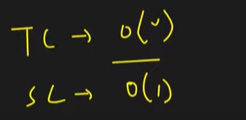 TC → O(v)
SC → O(1)